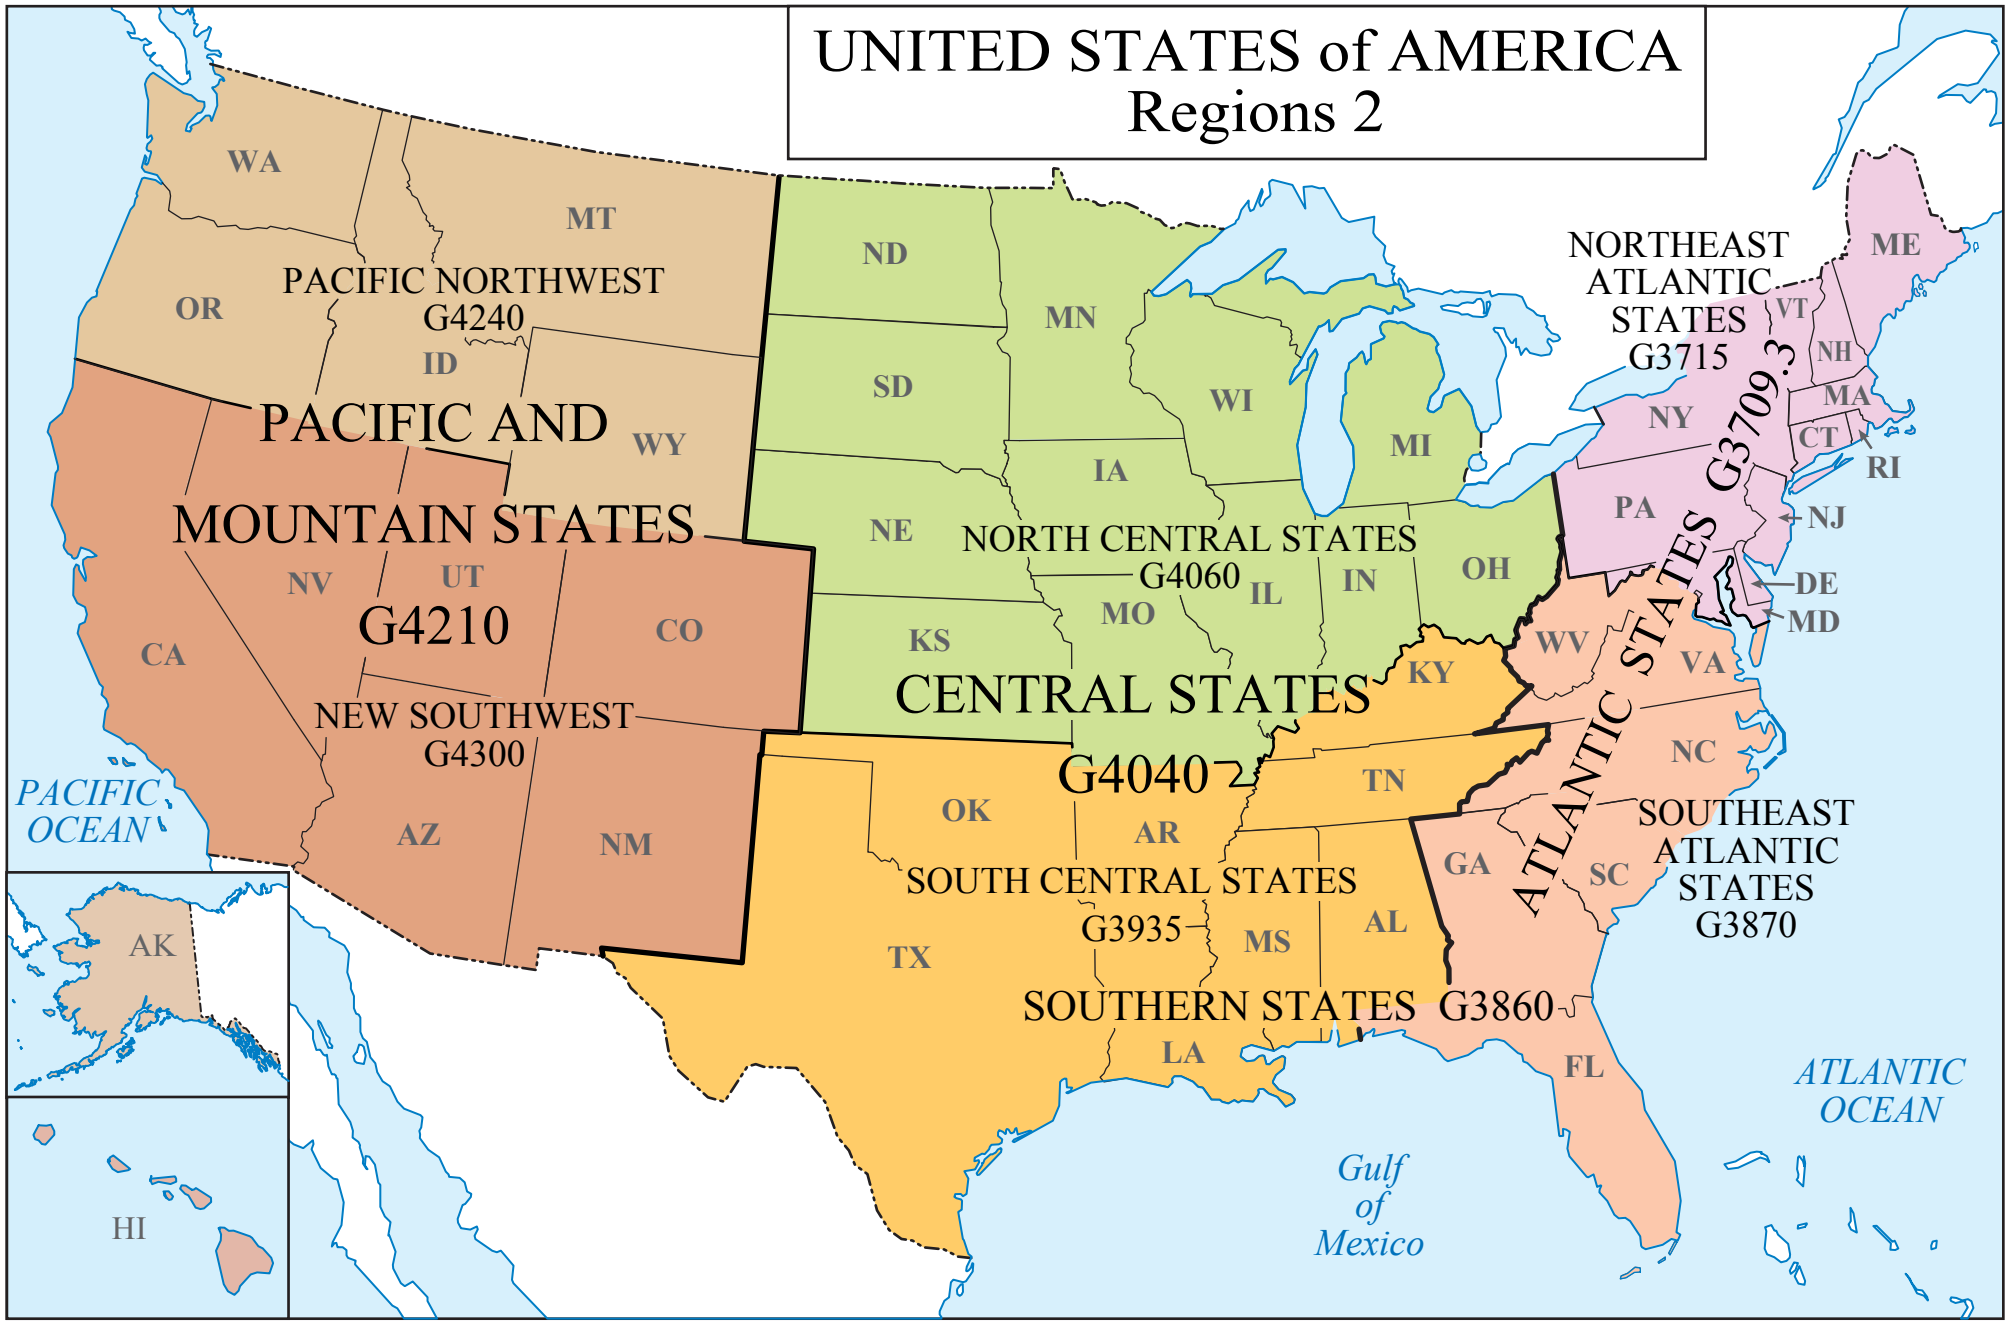 UNITED STATES of AMERICA
Regions 2
WA
MT
OR
PACIFIC NORTHWEST
G4240
ID
WY
PACIFIC AND
MOUNTAIN STATES
G4210
NV
UT
CO
CA
NEW SOUTHWEST
G4300
AZ
NM
ND
MN
SD
WI
MI
IA
NE
NORTH CENTRAL STATES
G4060
IL
IN
OH
MO
KS
CENTRAL STATES
G4040
KY
TN
OK
AR
SOUTH CENTRAL STATES
G3935
MS
AL
TX
SOUTHERN STATES G3860
LA
NORTHEAST
ATLANTIC
STATES
G3715
ME
VT
NH
MA
NY
CT
RI
PA
NJ
DE
MD
ATLANTIC STATES G3709.3
WV
VA
NC
SOUTHEAST
ATLANTIC
STATES
G3870
GA
SC
FL
PACIFIC
OCEAN
AK
HI
Gulf
of
Mexico
ATLANTIC
OCEAN